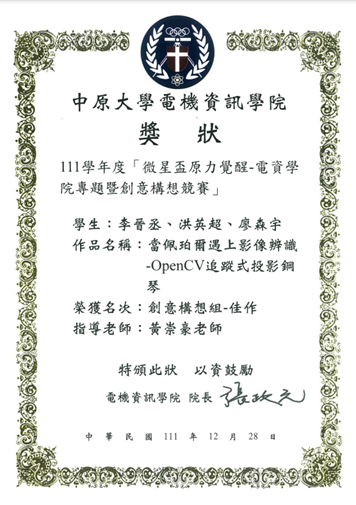 中原大學電機資訊學院
獎狀
111學年度「微星盃原力覺醒-電資學
院專題暨創意構想競賽」
學生：李晉丞、洪英超、廖森宇
作品名稱：當佩珀爾遇上影像辨識
-OpenCV追蹤式投影鋼
琴
榮獲名次：創意構想組-佳作
指導老師：黃崇豪老師
特頒此狀 以資鼓勵
電機資訊學院 院長 張政元
中華民國 111 年 12 月 28 日